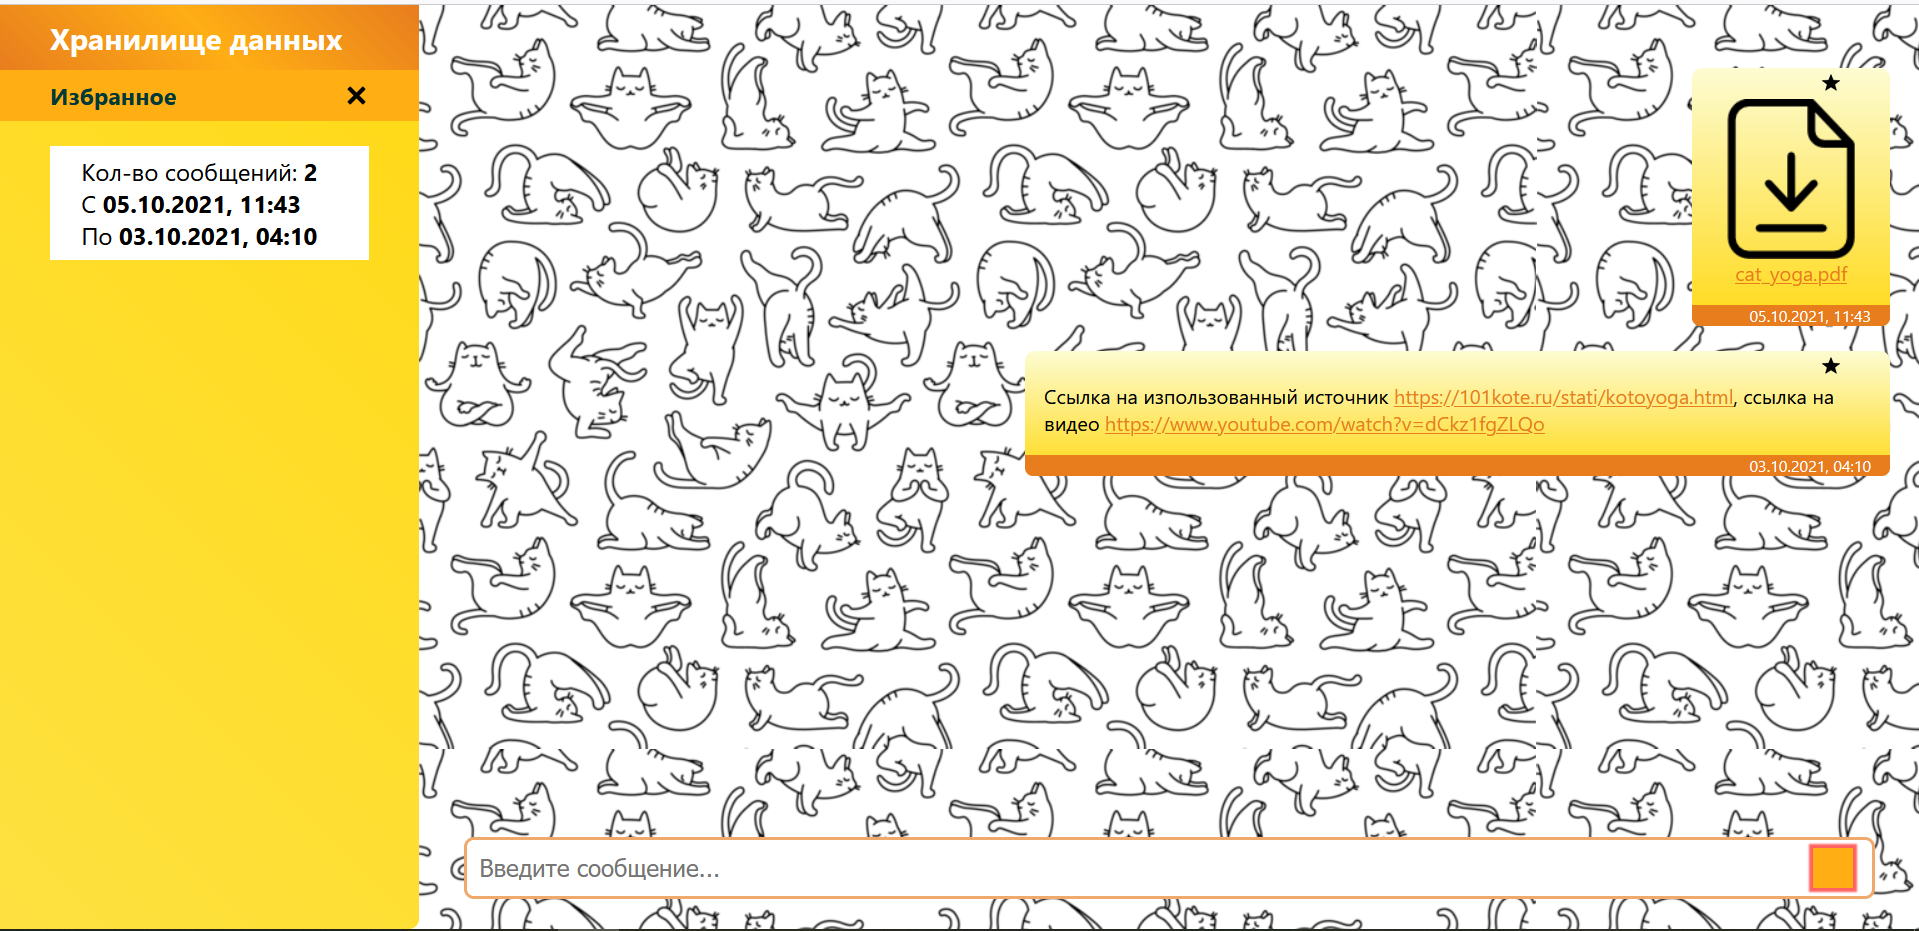 Хранилище данных
Избранное
Кол-во сообщений: 2
С 05.10.2021, 11:43
По 03.10.2021, 04:10
cat_yoga.pdf
05.10.2021, 11:43
Ссылка на изпользованный источник https://101kote.ru/stati/kotoyoga.html, ссылка на
видео https://www.youtube.com/watch?v=dCkz1fgZLQo
03.10.2021, 04:10
Введите сообщение...